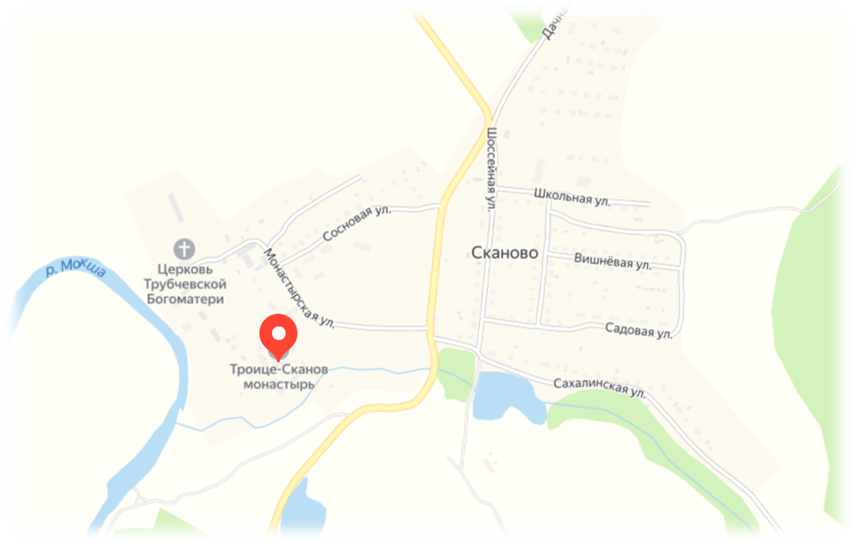 Дачна
Шоссейная ул.
Школьная ул.
Сосновая ул.
Сканово
Вишнёвая ул.
Монастырская ул.
р. Мокша
Церковь
Трубчевской
Богоматери
Садовая ул.
Троице-Сканов
монастырь
Сахалинская ул.